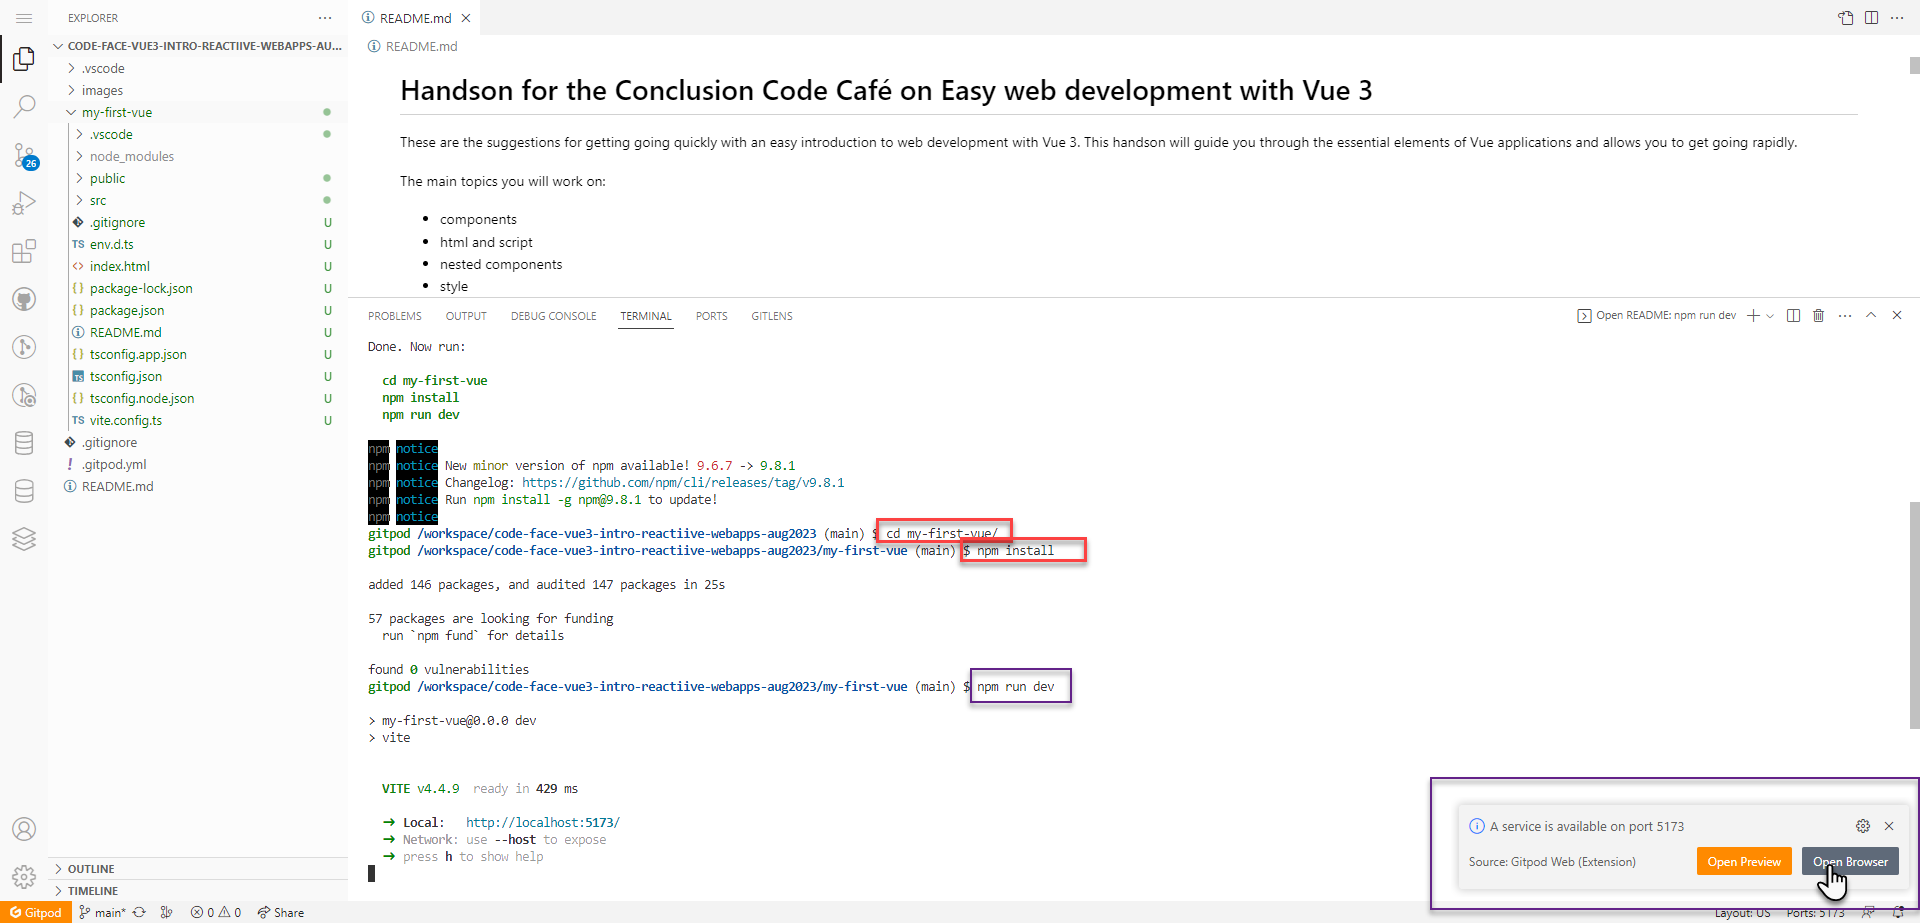 EXPLORER
CODE-FACE-VUE3-INTRO-REACTIIVE-WEBAPPS-AU...
.vscode
images
my-first-vue
.vscode
node_modules
public
src
.gitignore U
TS env.d.ts U
<> index.html U
{} package-lock.json U
{} package.json U
README.md U
{} tsconfig.app.json U
TS tsconfig.json U
{} tsconfig.node.json U
TS vite.config.ts U
.gitignore
! .gitpod.yml
README.md
26
OUTLINE
TIMELINE
README.md
README.md
Handson for the Conclusion Code Café on Easy web development with Vue 3
These are the suggestions for getting going quickly with an easy introduction to web development with Vue 3. This handson will guide you through the essential elements of Vue applications and allows you to get going rapidly.
The main topics you will work on:
• components
• html and script
• nested components
• style
PROBLEMS OUTPUT DEBUG CONSOLE TERMINAL PORTS GITLENS
Open README: npm run dev
Done. Now run:
cd my-first-vue
npm install
npm run dev
npm notice
npm notice New minor version of npm available! 9.6.7 -> 9.8.1
npm notice Changelog: https://github.com/npm/cli/releases/tag/v9.8.1
npm notice Run npm install -g npm@9.8.1 to update!
npm notice
gitpod /workspace/code-face-vue3-intro-reactiive-webapps-aug2023 (main) $ cd my-first-vue/
gitpod /workspace/code-face-vue3-intro-reactiive-webapps-aug2023/my-first-vue (main) $ npm install
added 146 packages, and audited 147 packages in 25s
57 packages are looking for funding
run `npm fund` for details
found 0 vulnerabilities
gitpod /workspace/code-face-vue3-intro-reactiive-webapps-aug2023/my-first-vue (main) $ npm run dev
> my-first-vue@0.0.0 dev
> vite
VITE v4.4.9 ready in 429 ms
➜ Local: http://localhost:5173/
➜ Network: use --host to expose
➜ press h to show help
A service is available on port 5173
Source: Gitpod Web (Extension)
Open Preview
Open Browser
Gitpod main* 0 0 Share
Layout: US Ports: 5173